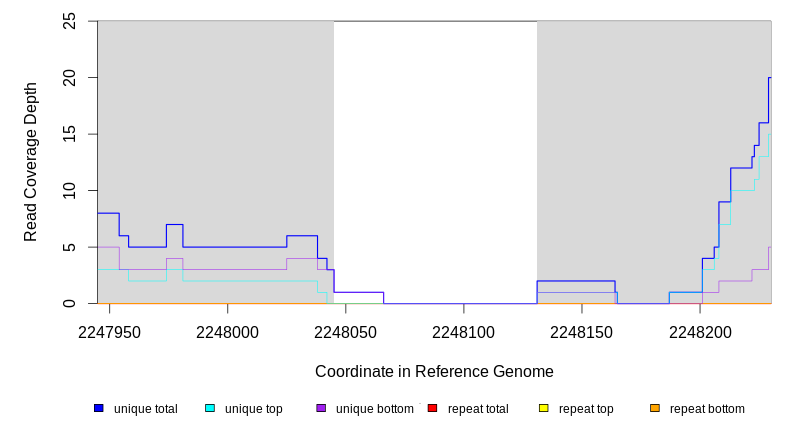 25
20
15
10
5
0
Read Coverage Depth
2247950 2248000 2248050 2248100 2248150 2248200
Coordinate in Reference Genome
unique total unique top unique bottom repeat total repeat top repeat bottom